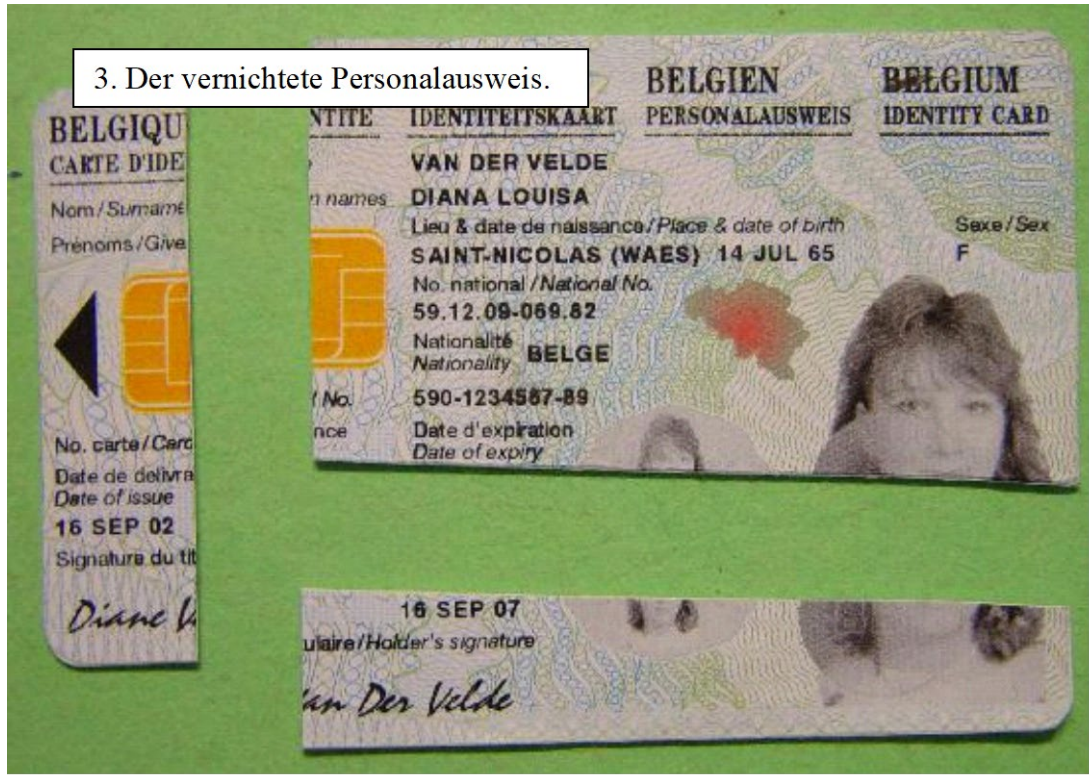 3. Der vernichtete Personalausweis.
BELGIQU
CARTE D'IDE
Nom/Surname
Prénoms/Give
No. carte/Card
Date de delivra
Date of issue
16 SEP 02
Signature du tit
Diane V
BELGIEN BELGIUM
NTITE IDENTITEITSKAART PERSONALAUSWEIS IDENTITY CARD
VAN DER VELDE
n names DIANA LOUISA
Lieu & date de naissance/Place & date of birth Sexe/Sex
SAINT-NICOLAS (WAES) 14 JUL 65 F
No. national/National No.
59.12.09-069.82
Nationalité
Nationality BELGE
No. 590-1234567-89
nce Date d'expiration
Date of expiry
16 SEP 07
ulaire/Holder's signature
an Der Velde